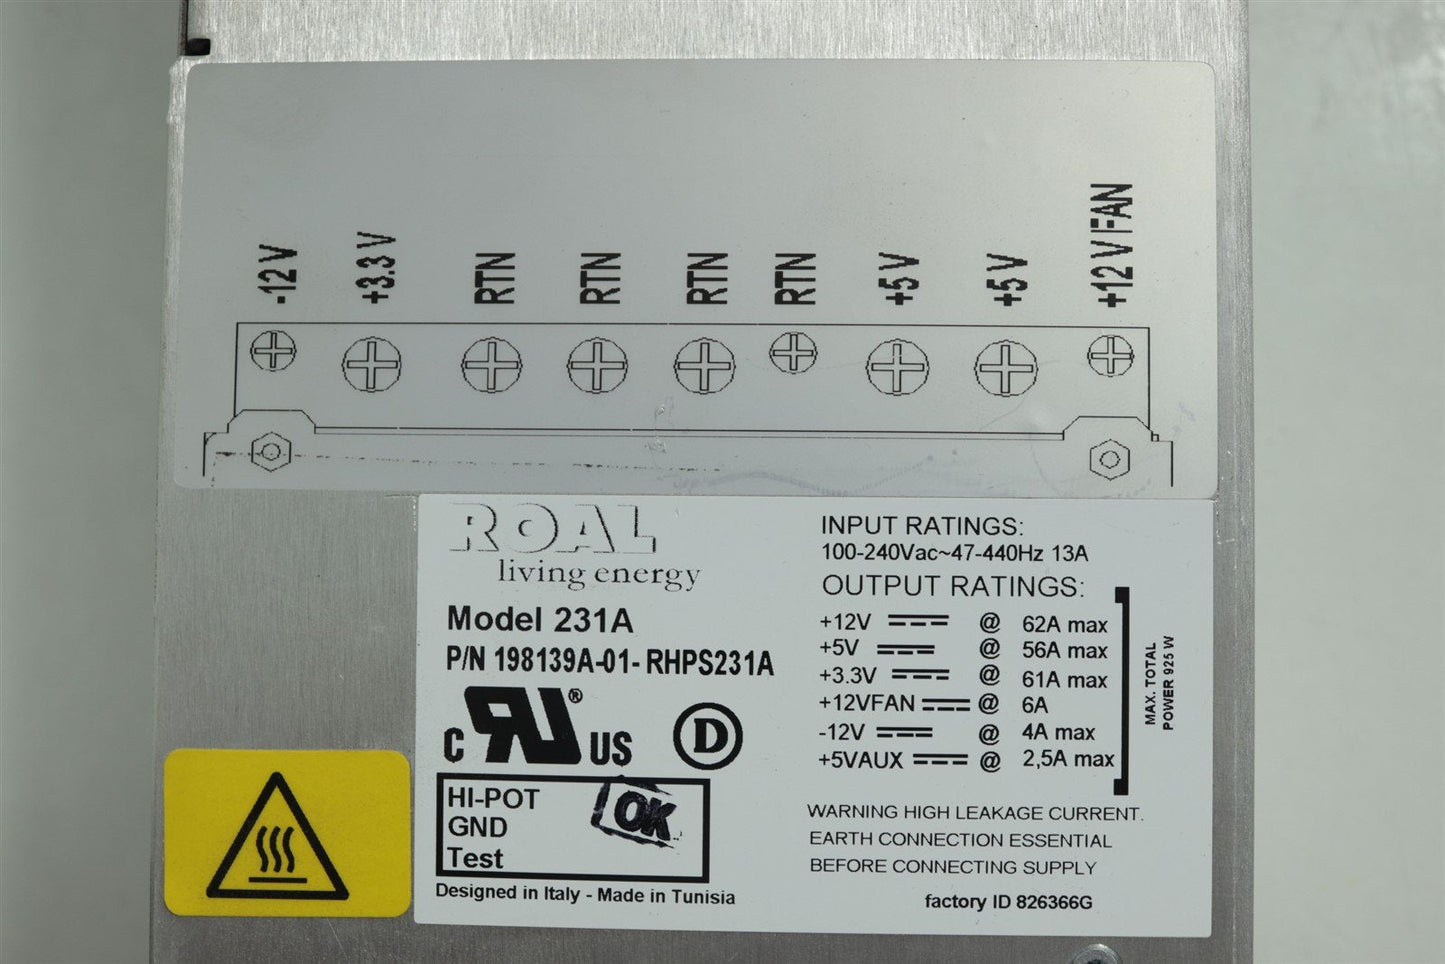 -12 V
+3.3 V
RTN
RTN
RTN
RTN
+5 V
+5 V
+12 V FAN
ROAL
living energy
Model 231A
P/N 198139A-01- RHPS231A
C UR US ®
D
HI-POT
GND
Test
OK
Designed in Italy - Made in Tunisia
INPUT RATINGS:
100-240Vac~47-440Hz 13A
OUTPUT RATINGS:
+12V @ 62A max
+5V @ 56A max
+3.3V @ 61A max
+12VFAN @ 6A
-12V @ 4A max
+5VAUX @ 2,5A max
MAX. TOTAL
POWER 925 W
WARNING HIGH LEAKAGE CURRENT.
EARTH CONNECTION ESSENTIAL
BEFORE CONNECTING SUPPLY
factory ID 826366G